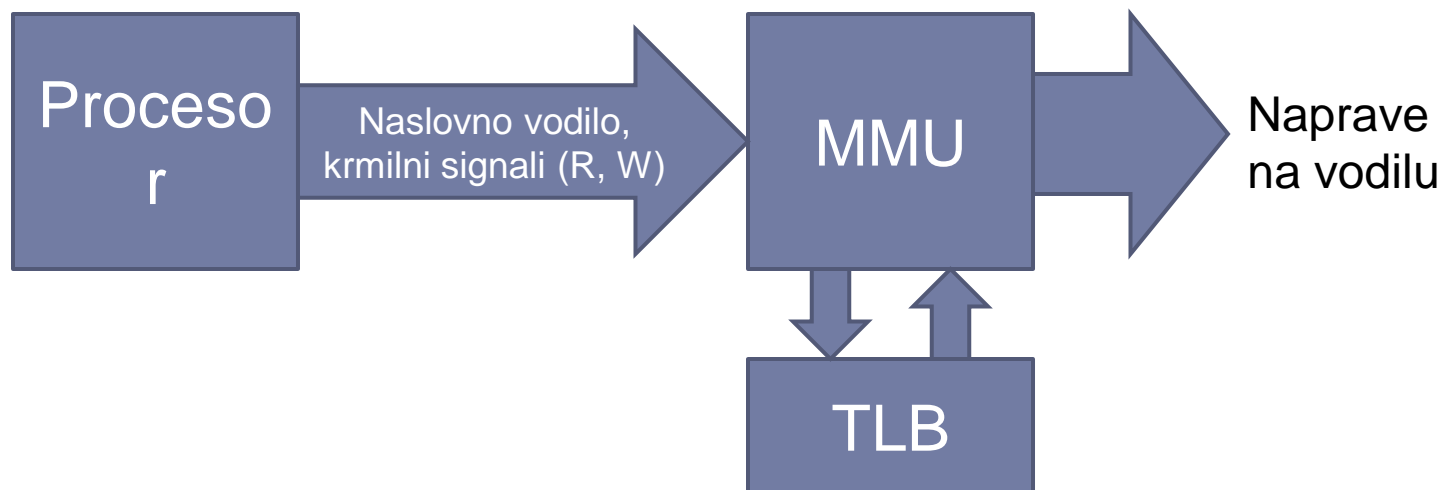 Proceso
r
Naslovno vodilo,
krmilni signali (R, W)
MMU
Naprave
na vodilu
TLB